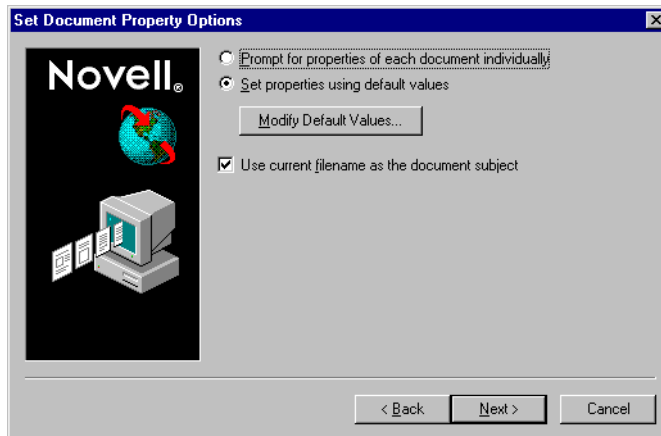 Set Document Property Options
Novell®
Prompt for properties of each document individually
Set properties using default values
Modify Default Values...
Use current filename as the document subject
< Back
Next >
Cancel